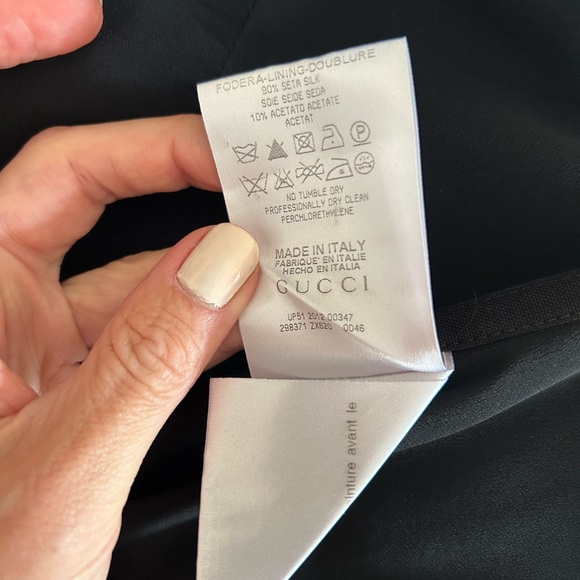 FODERA-LINING-DOUBLURE
90% SETA SILK
SOIE SEIDE SEDA
10% ACETATO ACETATE
ACETAT
P
NO TUMBLE DRY
PROFESSIONALLY DRY CLEAN
PERCHLORETHYLENE
MADE IN ITALY
FABRIQUE' EN ITALIE
HECHO EN ITALIA
GUCCI
UP51 2012 00347
298371 ZX620 0046
inture avant le